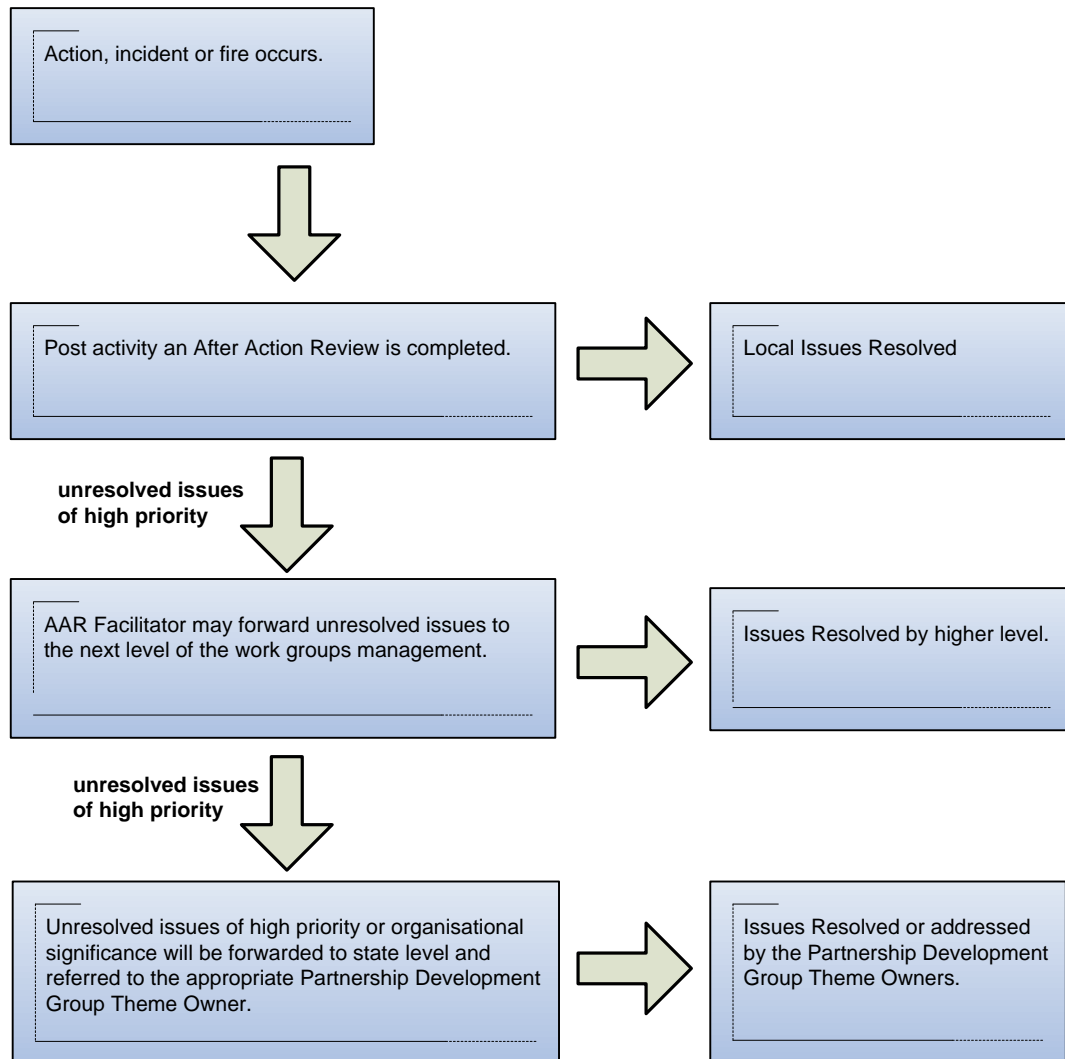 Action, incident or fire occurs.
Post activity an After Action Review is completed.
Local Issues Resolved
unresolved issues
of high priority
AAR Facilitator may forward unresolved issues to
the next level of the work groups management.
Issues Resolved by higher level.
unresolved issues
of high priority
Unresolved issues of high priority or organisational
significance will be forwarded to state level and
referred to the appropriate Partnership Development
Group Theme Owner.
Issues Resolved or addressed
by the Partnership Development
Group Theme Owners.